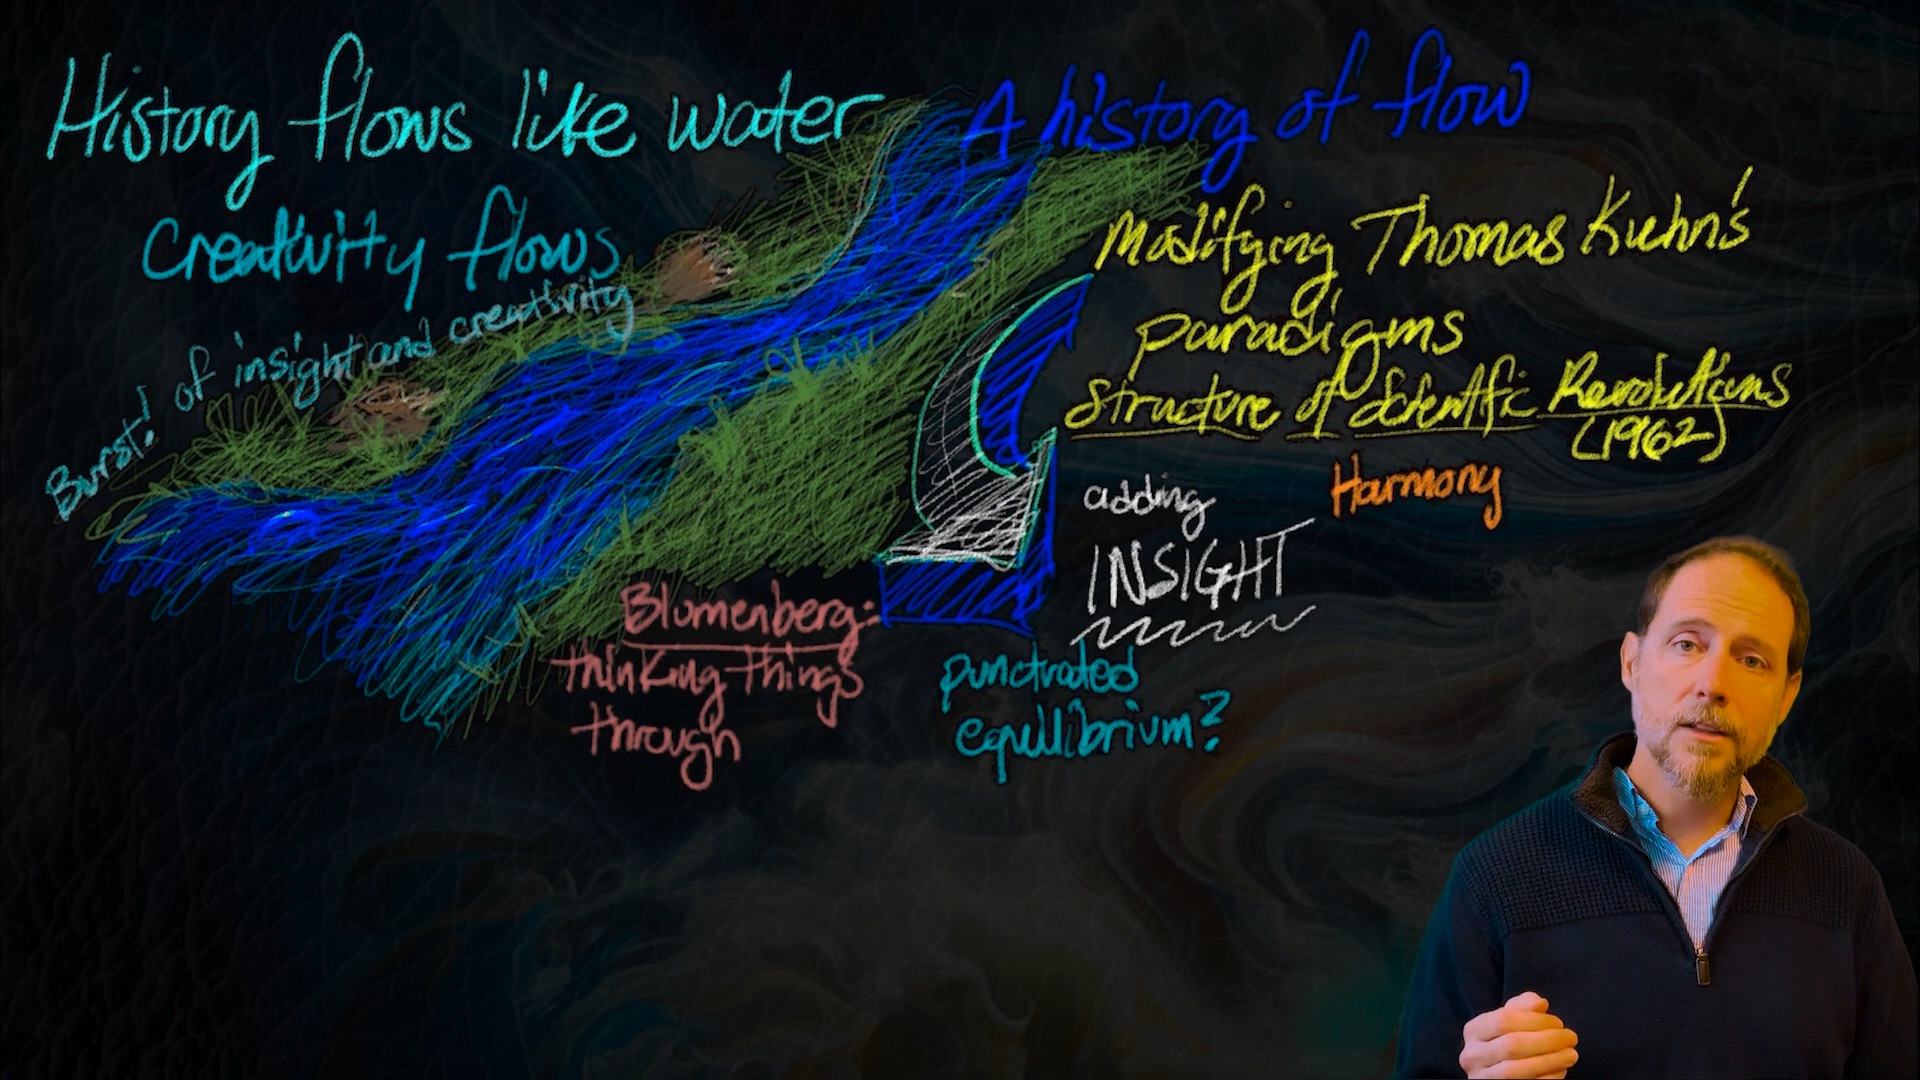 History flows like water
A history of flow
Creativity flows
Burst! of insight and creativity
Modifying Thomas Kuhn's
paradigms
Structure of Scientific Revolutions
(1962)
Harmony
adding
INSIGHT
Blumenberg:
thinking things
through
punctrated
equilibrium?